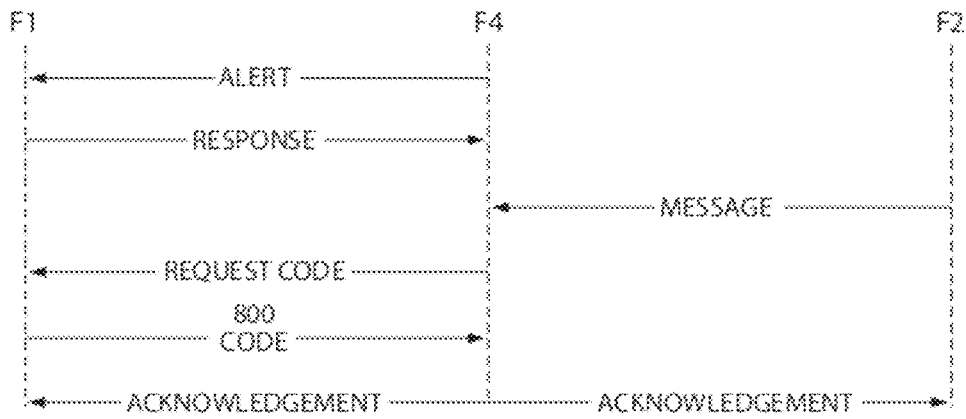 F1 F4 F2
ALERT
RESPONSE
MESSAGE
REQUEST CODE
800
CODE
ACKNOWLEDGEMENT ACKNOWLEDGEMENT